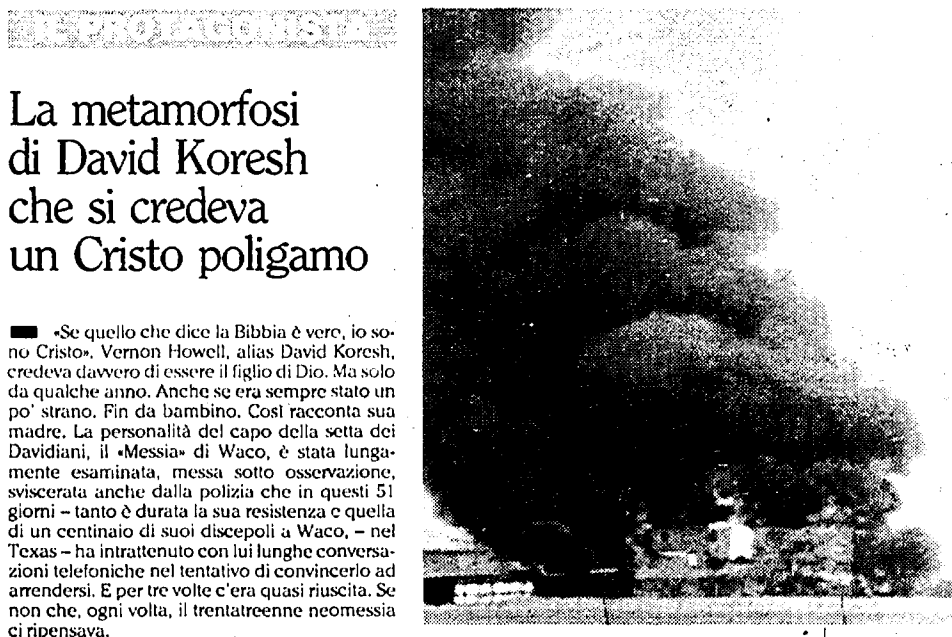 IL PROTAGONISTA
La metamorfosi
di David Koresh
che si credeva
un Cristo poligamo
«Se quello che dice la Bibbia è vere, io so-
no Cristo». Vernon Howell, alias David Koresh,
credeva davvero di essere il figlio di Dio. Ma solo
da qualche anno. Anche se era sempre stato un
po' strano. Fin da bambino. Così racconta sua
madre. La personalità del capo della setta dei
Davidiani, il «Messia» di Waco, è stata lunga-
mente esaminata, messa sotto osservazione,
sviscerata anche dalla polizia che in questi 51
giorni – tanto è durata la sua resistenza e quella
di un centinaio di suoi discepoli a Waco, – nel
Texas – ha intrattenuto con lui lunghe conversa-
zioni telefoniche nel tentativo di convincerlo ad
arrendersi. E per tre volte c'era quasi riuscita. Se
non che, ogni volta, il trentatreenne neomessia
ci ripensava.